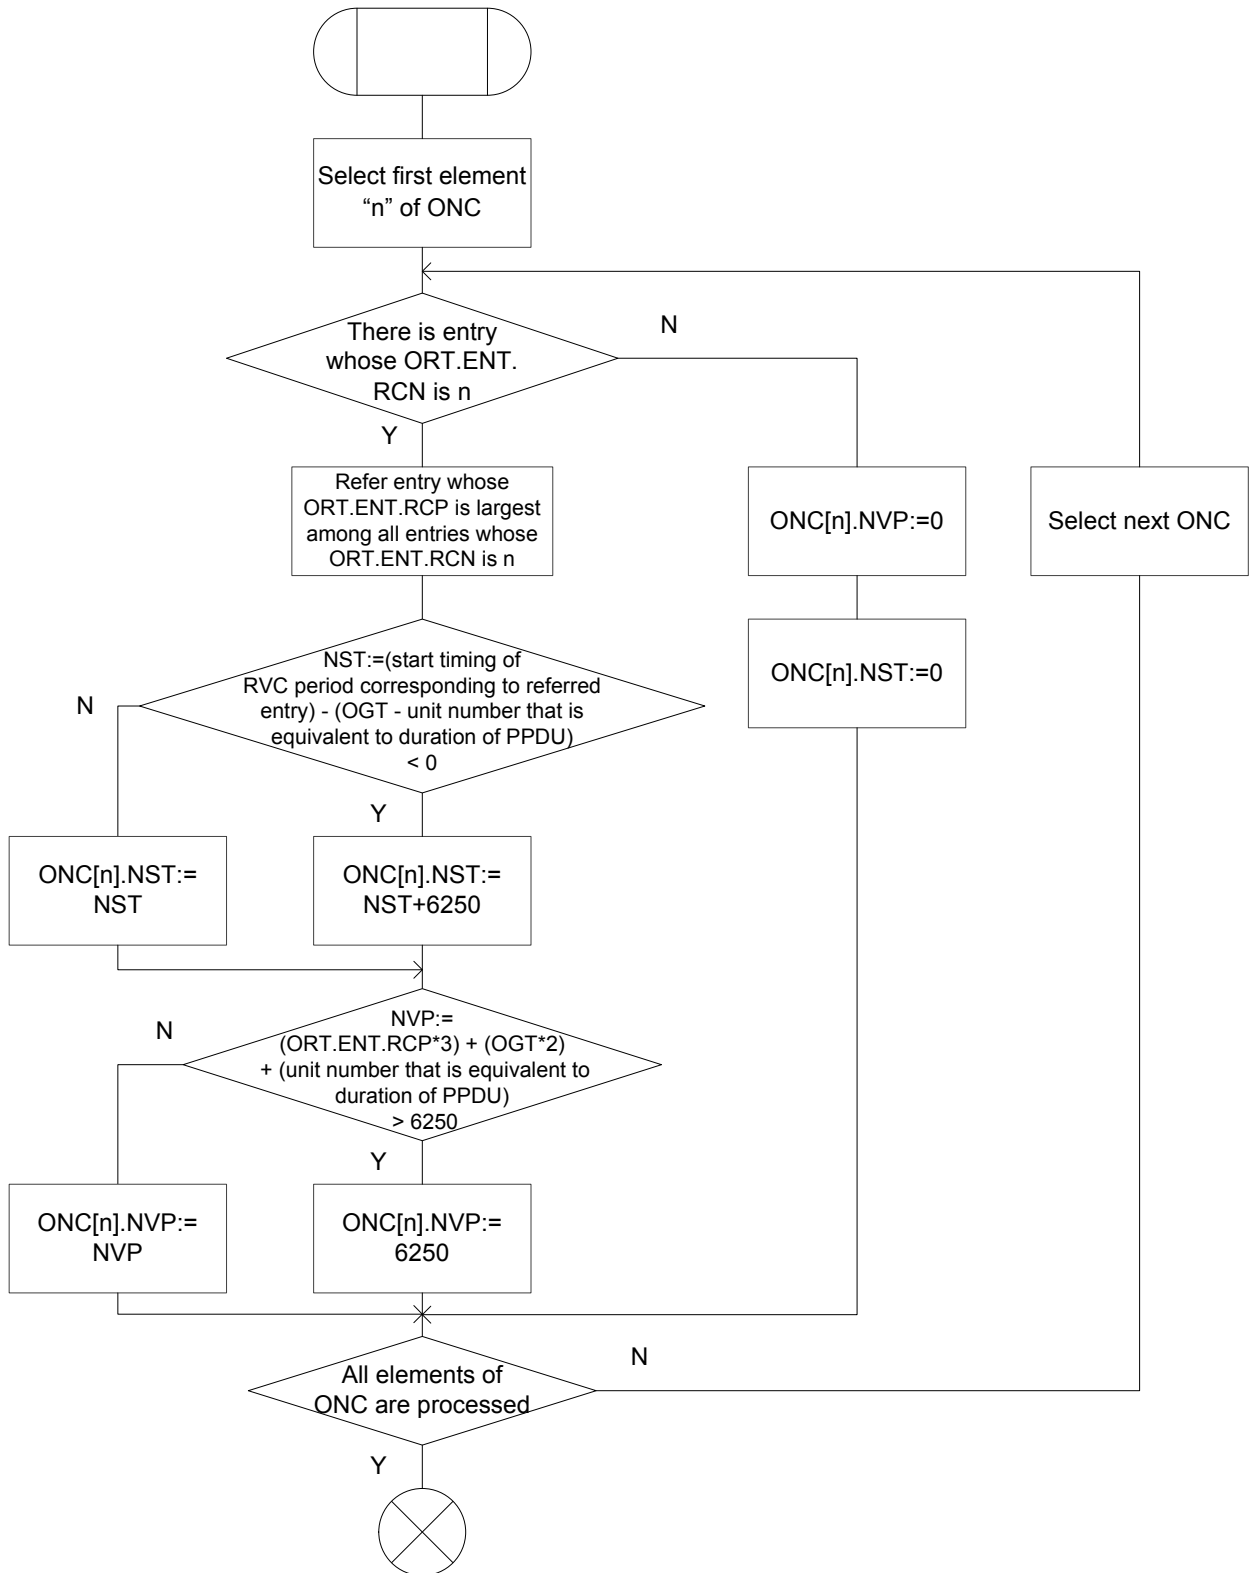 Select first element
“n” of ONC
There is entry
whose ORT.ENT.
RCN is n
N
Y
Refer entry whose
ORT.ENT.RCP is largest
among all entries whose
ORT.ENT.RCN is n
ONC[n].NVP:=0
Select next ONC
NST:=(start timing of
RVC period corresponding to referred
entry) - (OGT - unit number that is
equivalent to duration of PPDU)
< 0
N
Y
ONC[n].NST:=0
ONC[n].NST:=
NST
ONC[n].NST:=
NST+6250
NVP:=
(ORT.ENT.RCP*3) + (OGT*2)
+ (unit number that is equivalent to
duration of PPDU)
> 6250
N
Y
ONC[n].NVP:=
NVP
ONC[n].NVP:=
6250
All elements of
ONC are processed
N
Y